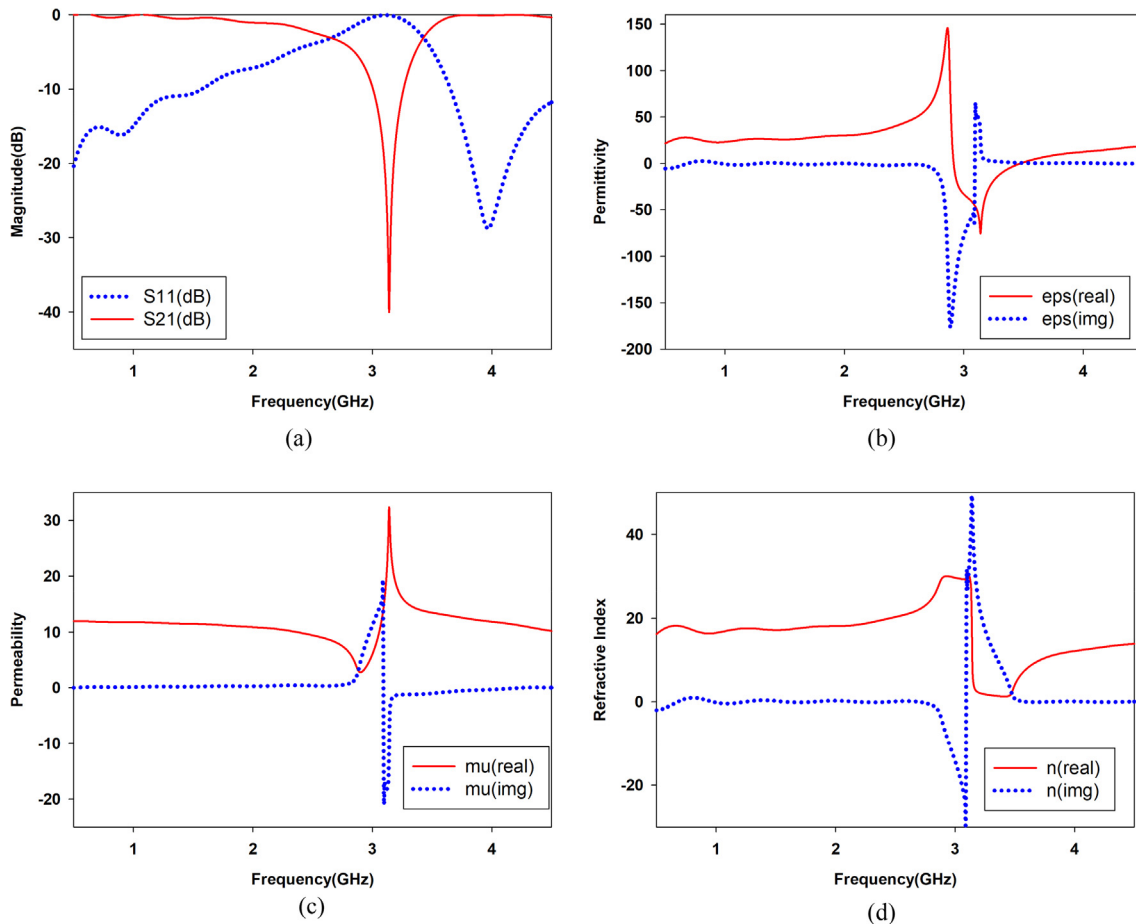 0
-10
-20
-30
-40
Magnitude(dB)
S11(dB)
S21(dB)
1 2 3 4
Frequency(GHz)
(a)
150
100
50
0
-50
-100
-150
-200
Permittivity
eps(real)
eps(img)
1 2 3 4
Frequency(GHz)
(b)
30
20
10
0
-10
-20
Permeability
mu(real)
mu(img)
1 2 3 4
Frequency(GHz)
(c)
40
20
0
-20
Refractive Index
n(real)
n(img)
1 2 3 4
Frequency(GHz)
(d)